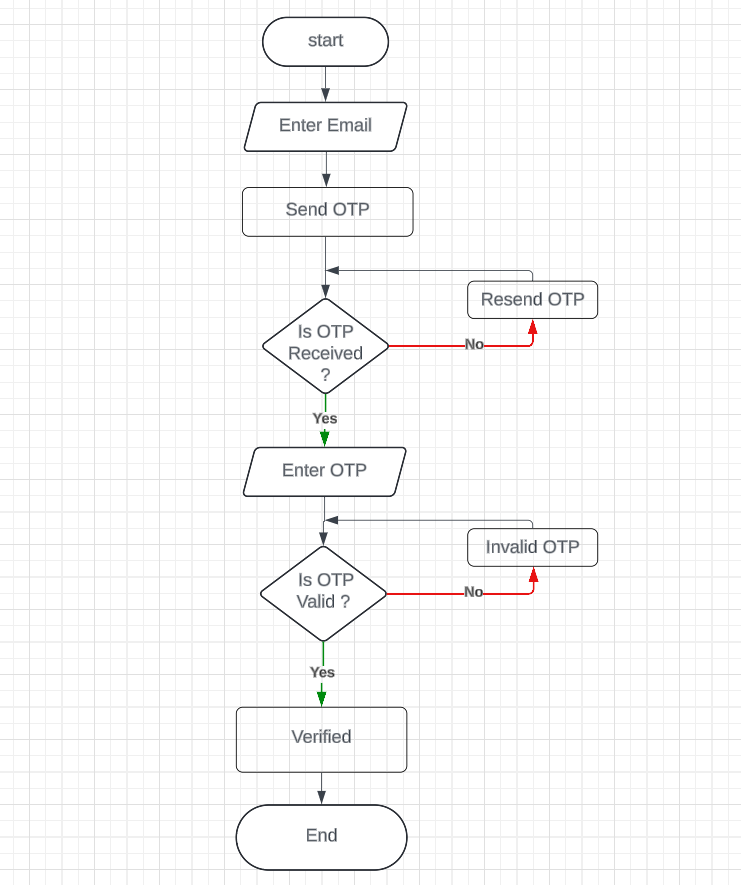 start
Enter Email
Send OTP
Resend OTP
Is OTP
Received
?
No
Yes
Enter OTP
Invalid OTP
Is OTP
Valid ?
No
Yes
Verified
End